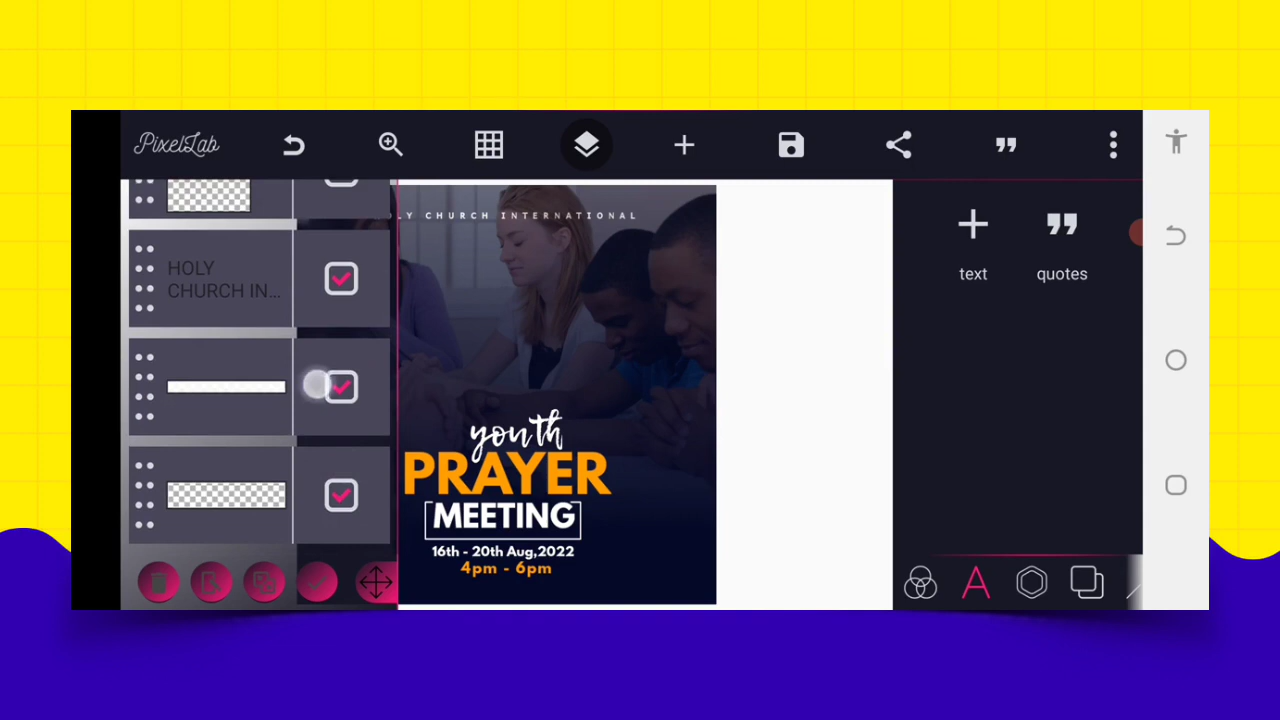 PixelLab
LY CHURCH INTERNATIONAL
HOLY
CHURCH IN...
text
quotes
youth
PRAYER
MEETING
16th - 20th Aug,2022
4pm - 6pm